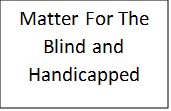 Matter For The
Blind and
Handicapped